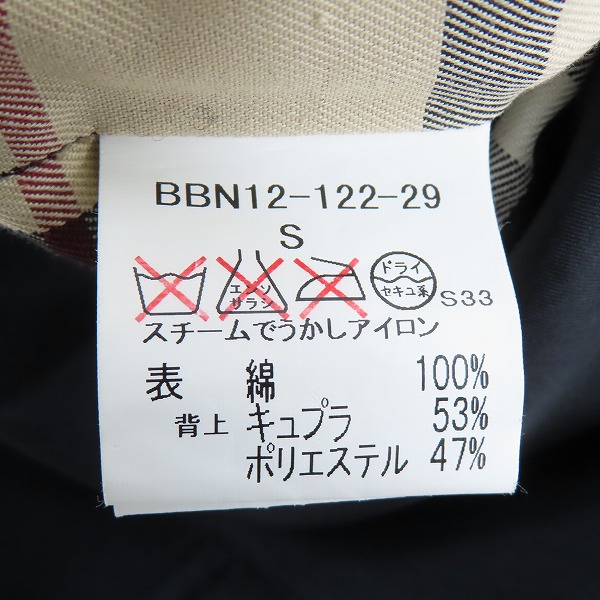 BBN12-122-29
S
エンソ サラシ ドライ セキユ系 S33
スチームでうかしアイロン
表 綿 100%
背上 キュプラ 53%
ポリエステル 47%